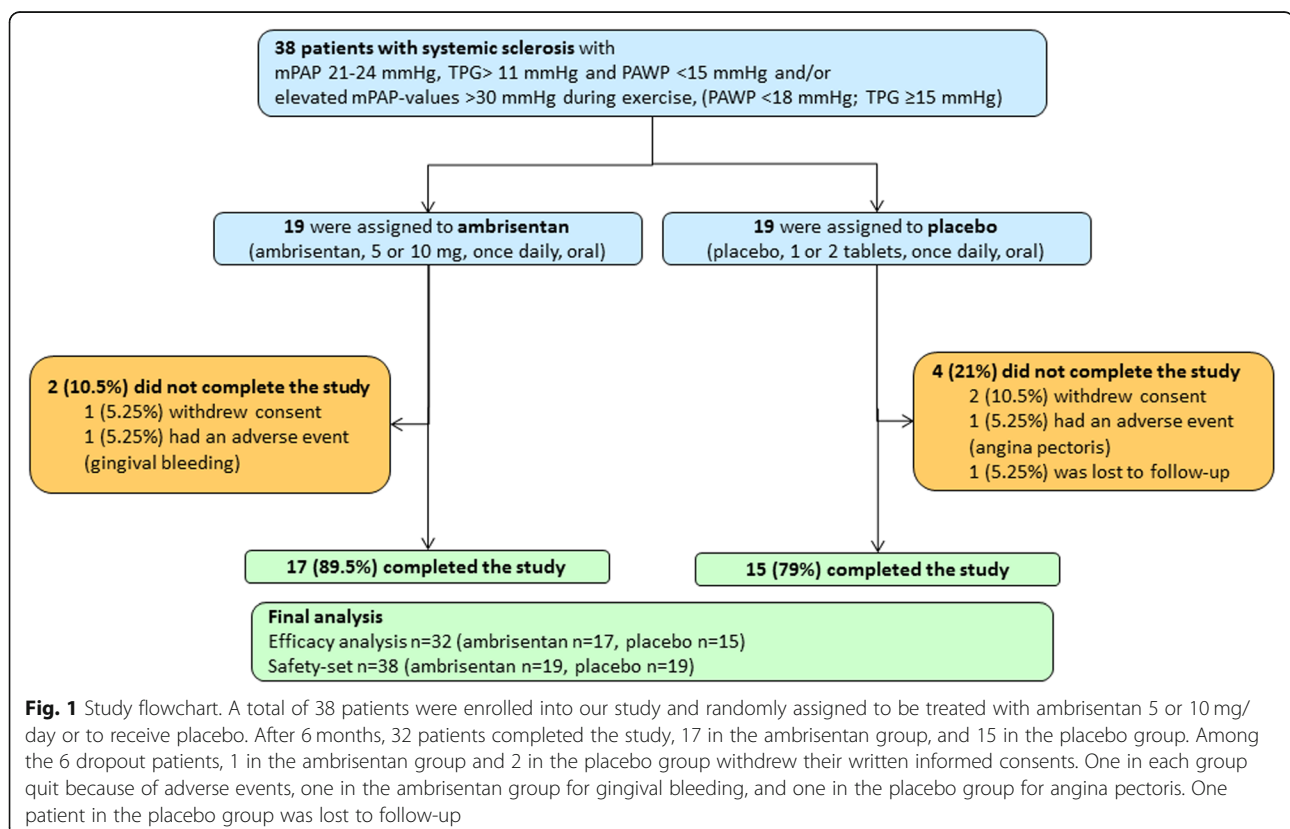 38 patients with systemic sclerosis with
mPAP 21-24 mmHg, TPG> 11 mmHg and PAWP <15 mmHg and/or
elevated mPAP-values >30 mmHg during exercise, (PAWP <18 mmHg; TPG ≥15 mmHg)
19 were assigned to ambrisentan
(ambrisentan, 5 or 10 mg, once daily, oral)
19 were assigned to placebo
(placebo, 1 or 2 tablets, once daily, oral)
2 (10.5%) did not complete the study
1 (5.25%) withdrew consent
1 (5.25%) had an adverse event
(gingival bleeding)
4 (21%) did not complete the study
2 (10.5%) withdrew consent
1 (5.25%) had an adverse event
(angina pectoris)
1 (5.25%) was lost to follow-up
17 (89.5%) completed the study
15 (79%) completed the study
Final analysis
Efficacy analysis n=32 (ambrisentan n=17, placebo n=15)
Safety-set n=38 (ambrisentan n=19, placebo n=19)
Fig. 1 Study flowchart. A total of 38 patients were enrolled into our study and randomly assigned to be treated with ambrisentan 5 or 10 mg/
day or to receive placebo. After 6 months, 32 patients completed the study, 17 in the ambrisentan group, and 15 in the placebo group. Among
the 6 dropout patients, 1 in the ambrisentan group and 2 in the placebo group withdrew their written informed consents. One in each group
quit because of adverse events, one in the ambrisentan group for gingival bleeding, and one in the placebo group for angina pectoris. One
patient in the placebo group was lost to follow-up